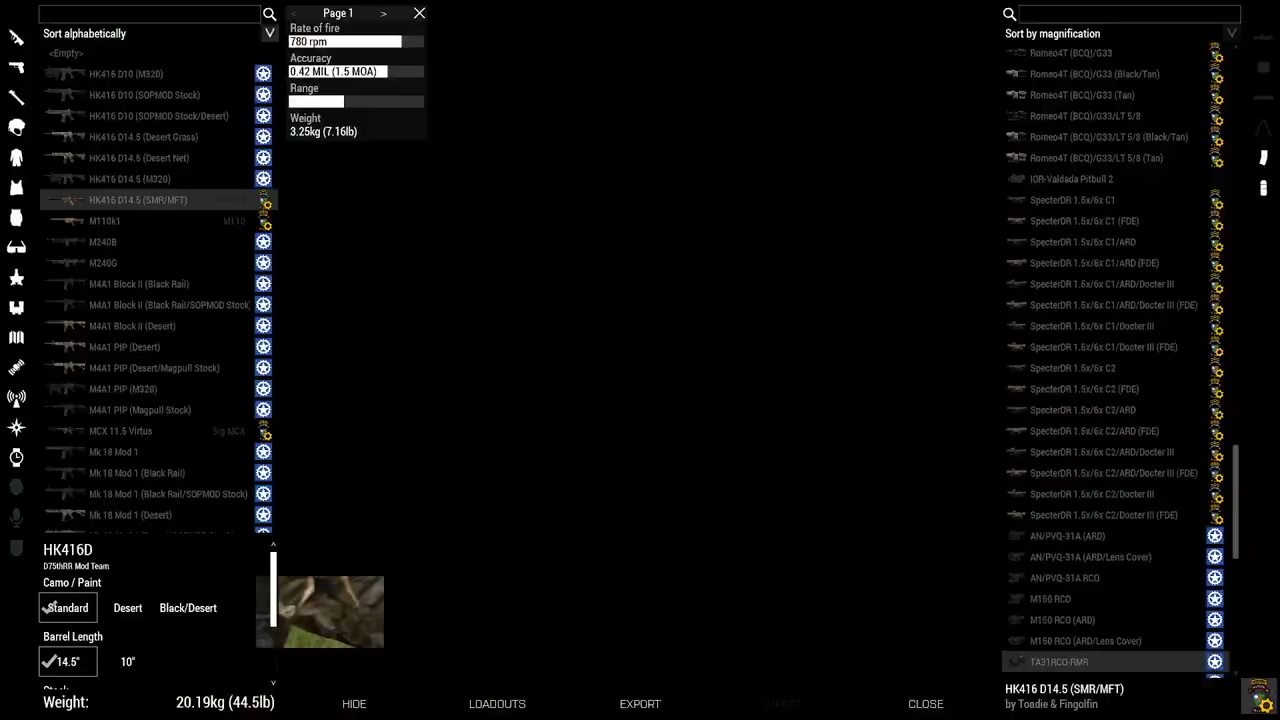 Sort alphabetically
<Empty>
HK416 D10 (M320)
HK416 D10 (SOPMOD Stock)
HK416 D10 (SOPMOD Stock/Desert)
HK416 D14.5 (Desert Grass)
HK416 D14.5 (Desert Net)
HK416 D14.5 (M320)
HK416 D14.5 (SMR/MFT)
M110k1 M110
M240B
M240G
M4A1 Block II (Black Rail)
M4A1 Block II (Black Rail/SOPMOD Stock)
M4A1 Block II (Desert)
M4A1 PIP (Desert)
M4A1 PIP (Desert/Magpull Stock)
M4A1 PIP (M320)
M4A1 PIP (Magpull Stock)
MCX 11.5 Virtus Sig MCX
Mk 18 Mod 1
Mk 18 Mod 1 (Black Rail)
Mk 18 Mod 1 (Black Rail/SOPMOD Stock)
Mk 18 Mod 1 (Desert)
HK416D
D75thRR Mod Team
Camo / Paint
Standard Desert Black/Desert
Barrel Length
14.5" 10"
Weight: 20.19kg (44.5lb)
< Page 1 >
Rate of fire
780 rpm
Accuracy
0.42 MIL (1.5 MOA)
Range
Weight
3.25kg (7.16lb)
HIDE LOADOUTS EXPORT IMPORT CLOSE
Sort by magnification
Romeo4T (BCQ)/G33
Romeo4T (BCQ)/G33 (Black/Tan)
Romeo4T (BCQ)/G33 (Tan)
Romeo4T (BCQ)/G33/LT 5/8
Romeo4T (BCQ)/G33/LT 5/8 (Black/Tan)
Romeo4T (BCQ)/G33/LT 5/8 (Tan)
IOR-Valdada Pitbull 2
SpecterDR 1.5x/6x C1
SpecterDR 1.5x/6x C1 (FDE)
SpecterDR 1.5x/6x C1/ARD
SpecterDR 1.5x/6x C1/ARD (FDE)
SpecterDR 1.5x/6x C1/ARD/Docter III
SpecterDR 1.5x/6x C1/ARD/Docter III (FDE)
SpecterDR 1.5x/6x C1/Docter III
SpecterDR 1.5x/6x C1/Docter III (FDE)
SpecterDR 1.5x/6x C2
SpecterDR 1.5x/6x C2 (FDE)
SpecterDR 1.5x/6x C2/ARD
SpecterDR 1.5x/6x C2/ARD (FDE)
SpecterDR 1.5x/6x C2/ARD/Docter III
SpecterDR 1.5x/6x C2/ARD/Docter III (FDE)
SpecterDR 1.5x/6x C2/Docter III
SpecterDR 1.5x/6x C2/Docter III (FDE)
AN/PVQ-31A (ARD)
AN/PVQ-31A (ARD/Lens Cover)
AN/PVQ-31A RCO
M150 RCO
M150 RCO (ARD)
M150 RCO (ARD/Lens Cover)
TA31RCO-RMR
HK416 D14.5 (SMR/MFT)
by Toadie & Fingolfin